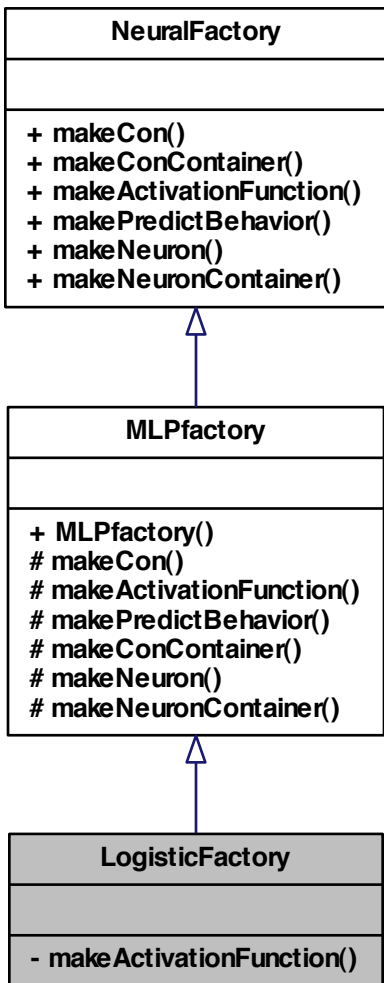 NeuralFactory
+ makeCon()
+ makeConContainer()
+ makeActivationFunction()
+ makePredictBehavior()
+ makeNeuron()
+ makeNeuronContainer()
MLPfactory
+ MLPfactory()
# makeCon()
# makeActivationFunction()
# makePredictBehavior()
# makeConContainer()
# makeNeuron()
# makeNeuronContainer()
LogisticFactory
- makeActivationFunction()